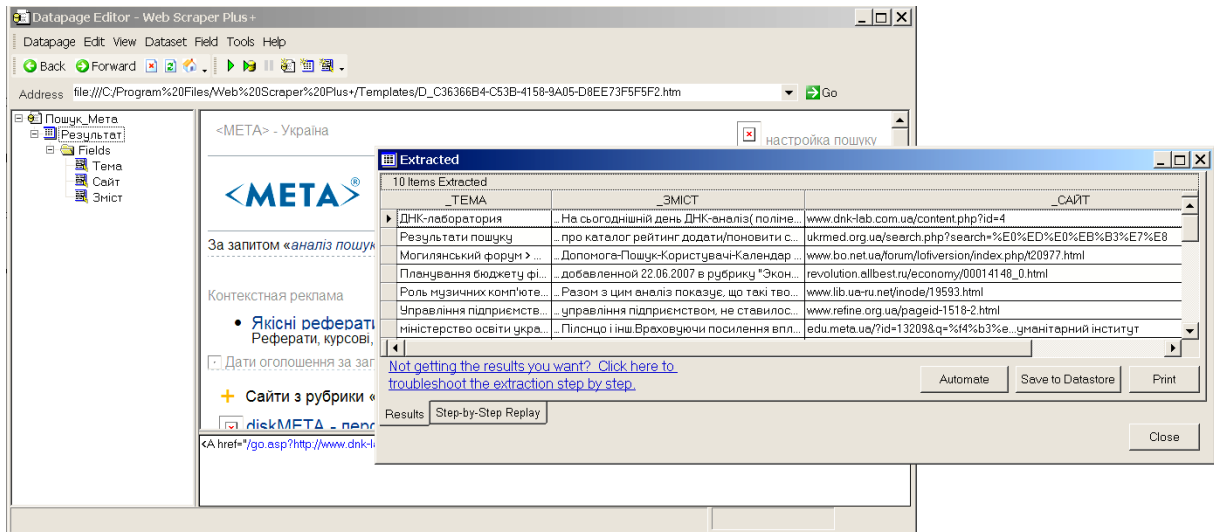 Datapage Editor - Web Scraper Plus+
Datapage Edit View Dataset Field Tools Help
Back Forward
Address file:///C:/Program%20Files/Web%20Scraper%20Plus+/Templates/D_C36366B4-C53B-4158-9A05-D8EE73F5F5F2.htm Go
Пошук_Мета
Результат
Fields
Тема
Сайт
Зміст
<META> - Україна
настройка пошуку
<META>®
За запитом «аналіз пошук
Контекстная реклама
Якісні реферати
Реферати, курсові,
Дати оголошення за зап
Сайти з рубрики «
diskMETA - перс
<A href="/go.asp?http://www.dnk-l
Extracted
10 Items Extracted
_ТЕМА _ЗМІСТ _САЙТ
ДНК-лаборатория ... На сьогоднішній день ДНК-аналіз( поліме... www.dnk-lab.com.ua/content.php?id=4
Результати пошуку ... про каталог рейтинг додати/поновити с... ukrmed.org.ua/search.php?search=%E0%ED%E0%EB%B3%E7%E8
Могилянський форум > ... ... Допомога-Пошук-Користувачі-Календар ... www.bo.net.ua/forum/lofiversion/index.php/t20977.html
Планування бюджету фі... ... добавленной 22.06.2007 в рубрику "Экон... revolution.allbest.ru/economy/00014148_0.html
Роль музичних комп'юте... ... Разом з цим аналіз показує, що такі тво... www.lib.ua-ru.net/inode/19593.html
Управління підприємств... ... управління підприємством, не ставилос... www.refine.org.ua/pageid-1518-2.html
міністерство освіти укра... ... Пілснцо і інш.Враховуючи посилення впл... edu.meta.ua/?id=13209&q=%f4%b3%e...уманітарний інститут
Not getting the results you want? Click here to
troubleshoot the extraction step by step.
Automate Save to Datastore Print
Results Step-by-Step Replay
Close